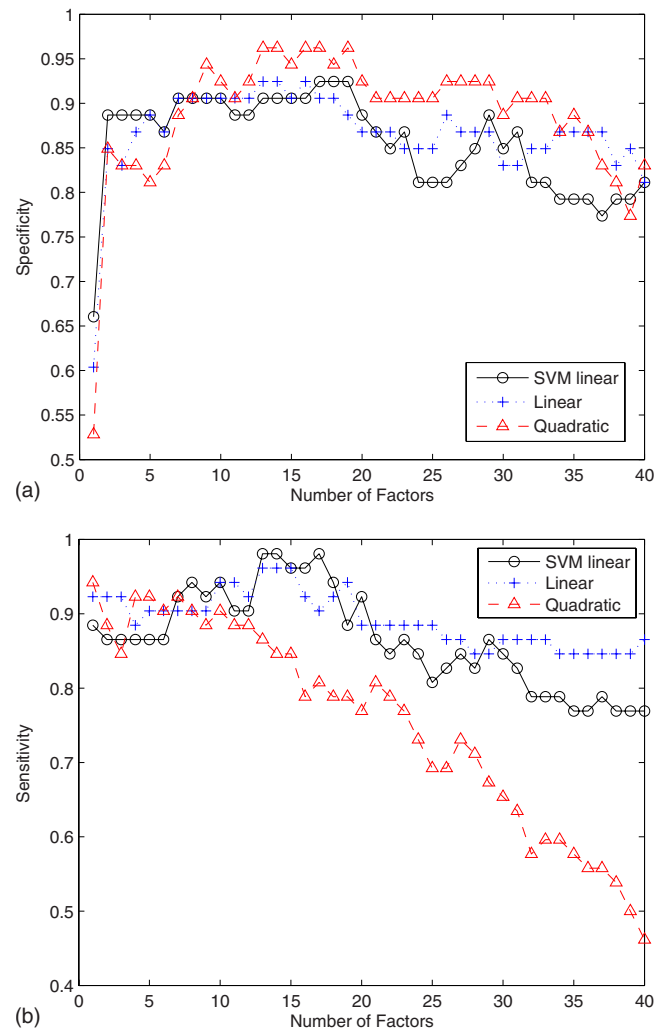 1
0.95
0.9
0.85
0.8
0.75
0.7
0.65
0.6
0.55
0.5
Specificity
SVM linear
Linear
Quadratic
0 5 10 15 20 25 30 35 40
(a) Number of Factors
1
0.9
0.8
0.7
0.6
0.5
0.4
Sensitivity
SVM linear
Linear
Quadratic
0 5 10 15 20 25 30 35 40
(b) Number of Factors